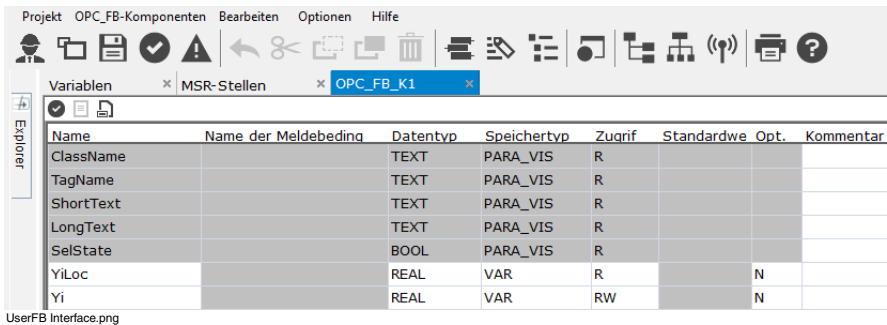 Projekt OPC_FB-Komponenten Bearbeiten Optionen Hilfe
Variablen × MSR-Stellen × OPC_FB_K1 ×
Explorer
Name Name der Meldebeding Datentyp Speichertyp Zugrif Standardwe Opt. Kommentar
ClassName TEXT PARA_VIS R
TagName TEXT PARA_VIS R
ShortText TEXT PARA_VIS R
LongText TEXT PARA_VIS R
SelState BOOL PARA_VIS R
YiLoc REAL VAR R N
Yi REAL VAR RW N
UserFB Interface.png